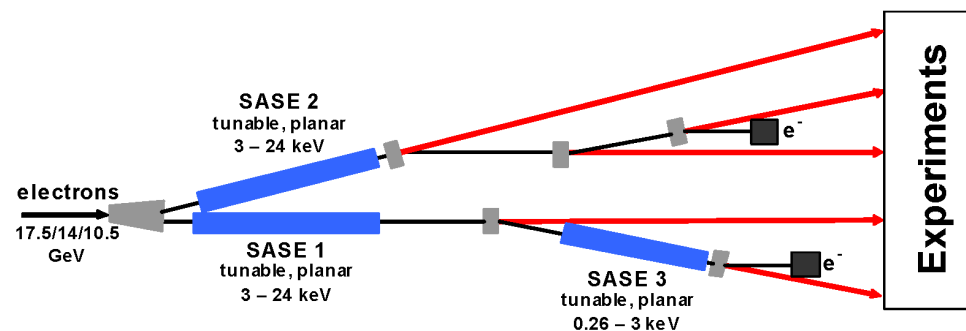 SASE 2
tunable, planar
3 – 24 keV
electrons
17.5/14/10.5
GeV
SASE 1
tunable, planar
3 – 24 keV
e-
SASE 3
tunable, planar
0.26 – 3 keV
e-
Experiments